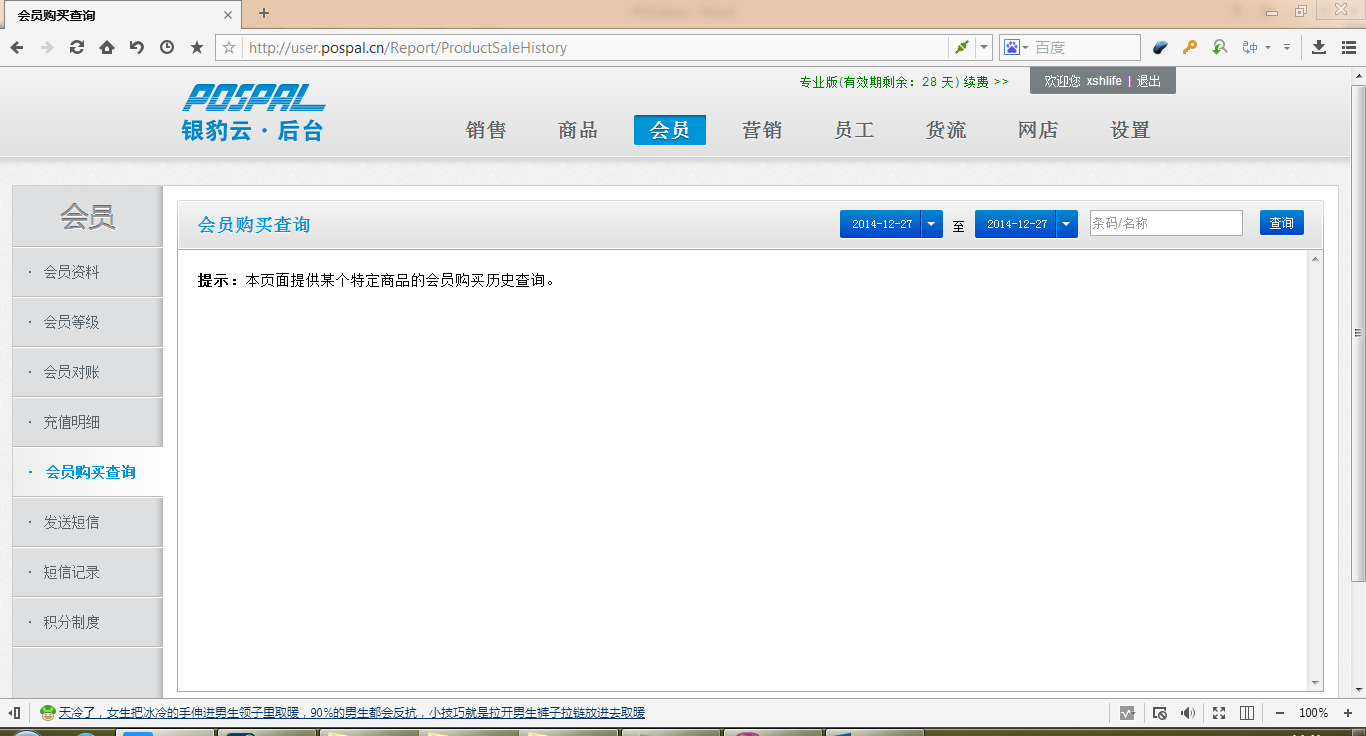 会员购买查询
http://user.pospal.cn/Report/ProductSaleHistory
百度
专业版(有效期剩余：28 天) 续费 >>
欢迎您 xshlife | 退出
POSPAL
银豹云·后台
销售 商品 会员 营销 员工 货流 网店 设置
会员
· 会员资料
· 会员等级
· 会员对账
· 充值明细
· 会员购买查询
· 发送短信
· 短信记录
· 积分制度
会员购买查询
2014-12-27 至 2014-12-27 条码/名称 查询
提示：本页面提供某个特定商品的会员购买历史查询。
天冷了，女生把冰冷的手伸进男生领子里取暖，90%的男生都会反抗，小技巧就是拉开男生裤子拉链放进去取暖
100%